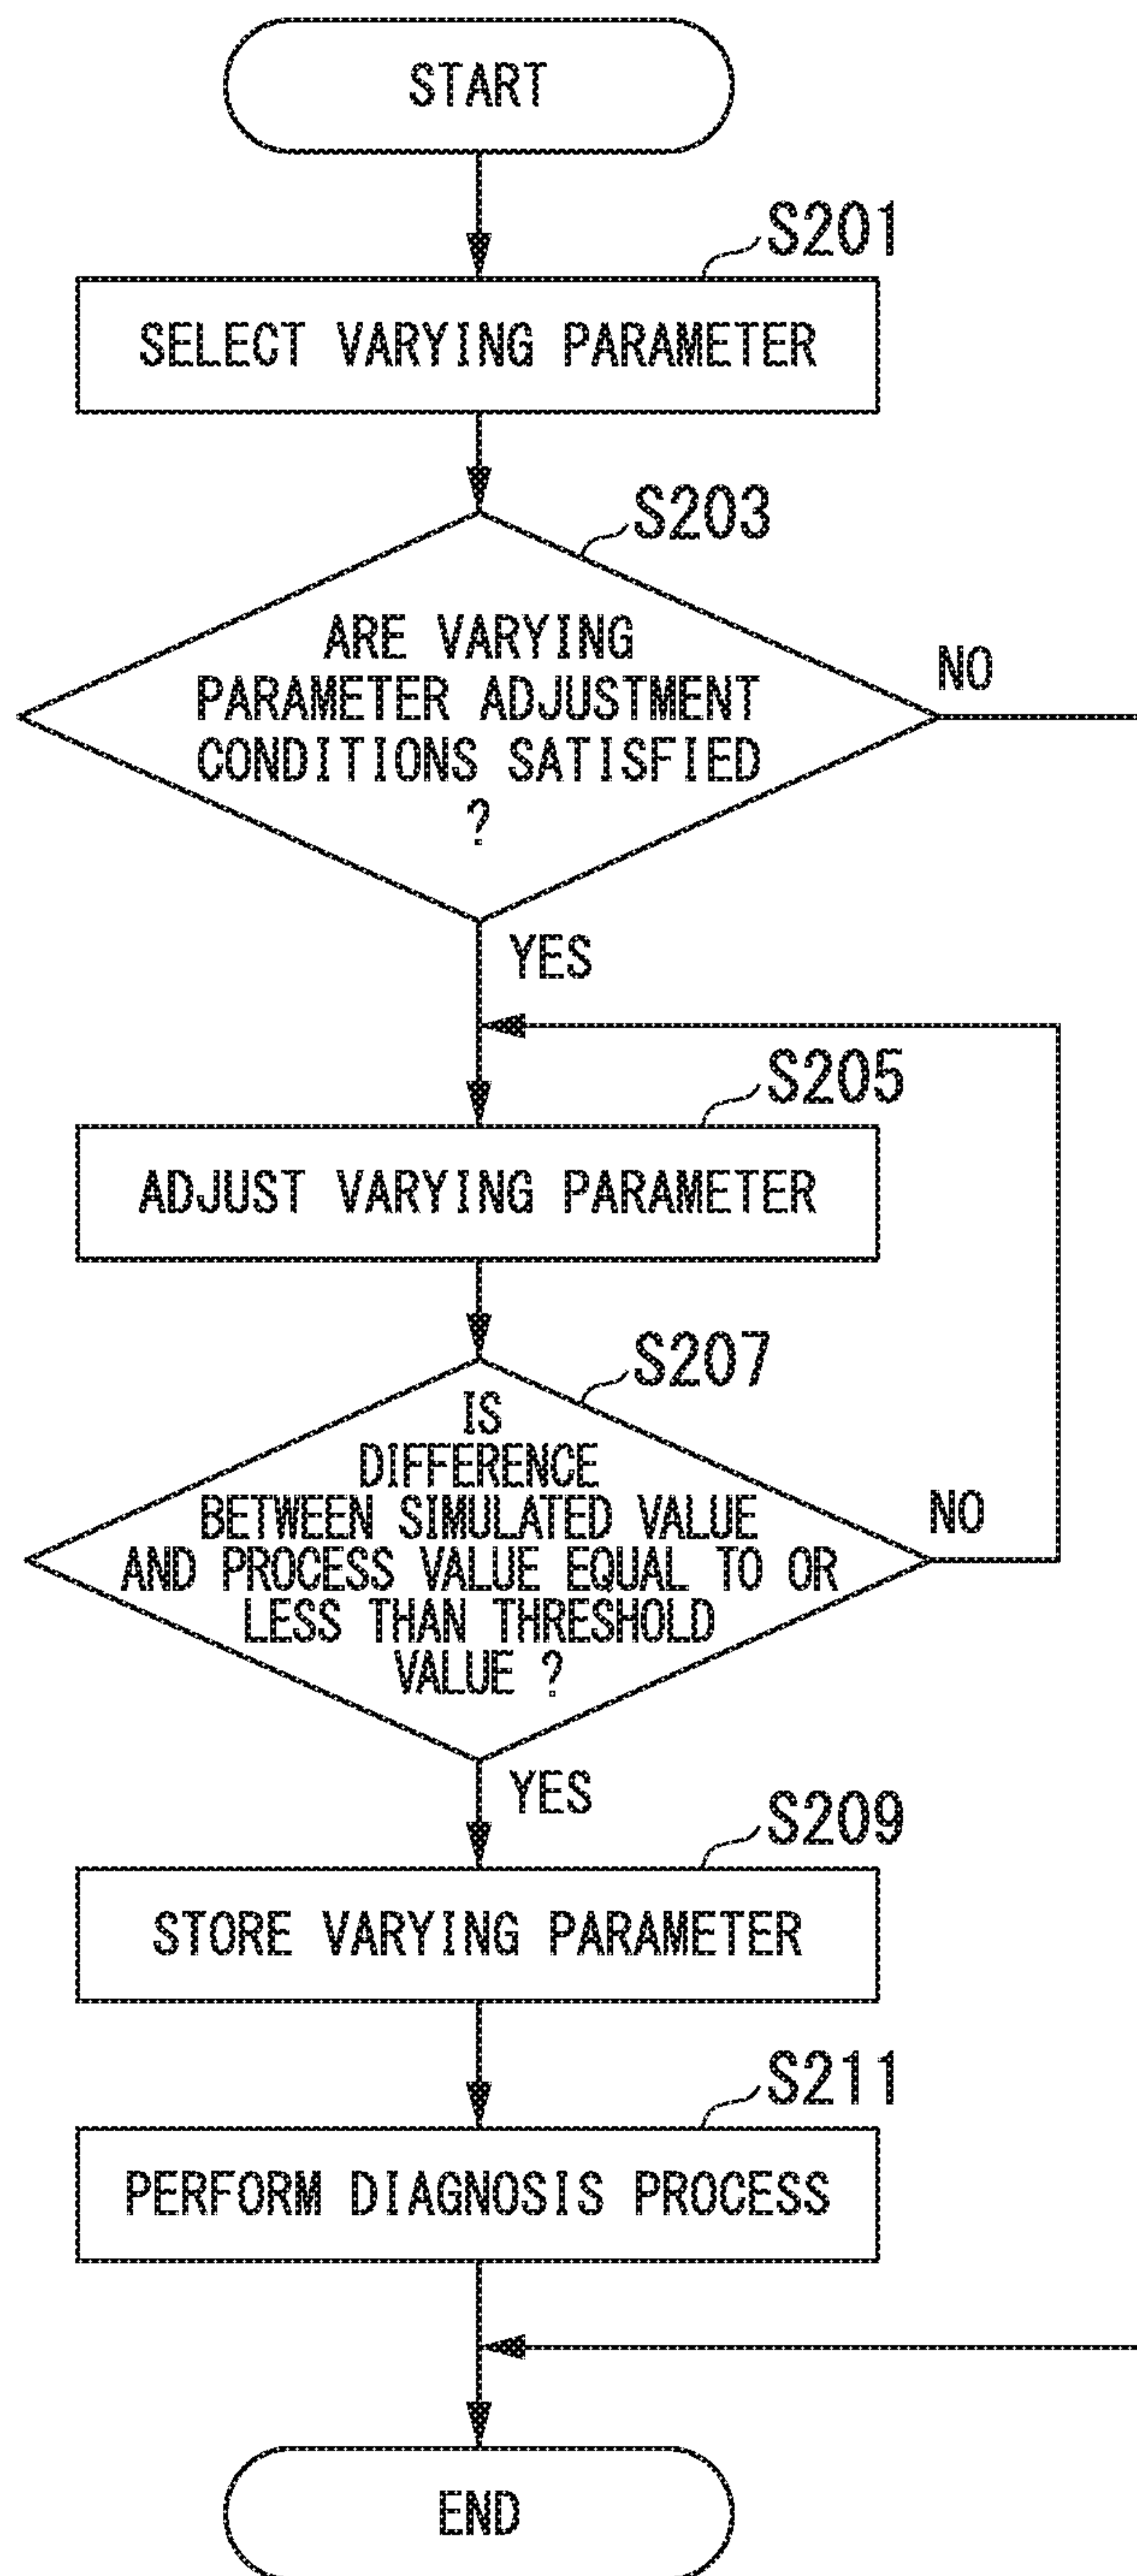 START
S201
SELECT VARYING PARAMETER
S203
ARE VARYING
PARAMETER ADJUSTMENT
CONDITIONS SATISFIED
?
NO
YES
S205
ADJUST VARYING PARAMETER
S207
IS
DIFFERENCE
BETWEEN SIMULATED VALUE
AND PROCESS VALUE EQUAL TO OR
LESS THAN THRESHOLD
VALUE ?
NO
YES
S209
STORE VARYING PARAMETER
S211
PERFORM DIAGNOSIS PROCESS
END